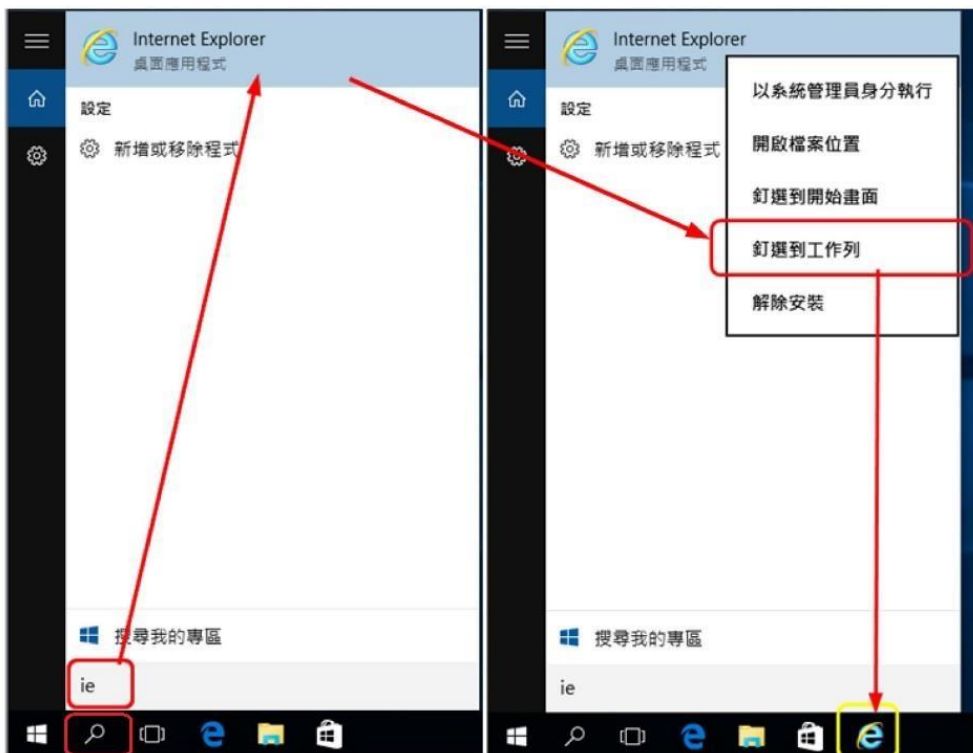 Internet Explorer
桌面應用程式
設定
新增或移除程式
搜尋我的專區
ie
Internet Explorer
桌面應用程式
設定
新增或移除程式
以系統管理員身分執行
開啟檔案位置
釘選到開始畫面
釘選到工作列
解除安裝
搜尋我的專區
ie